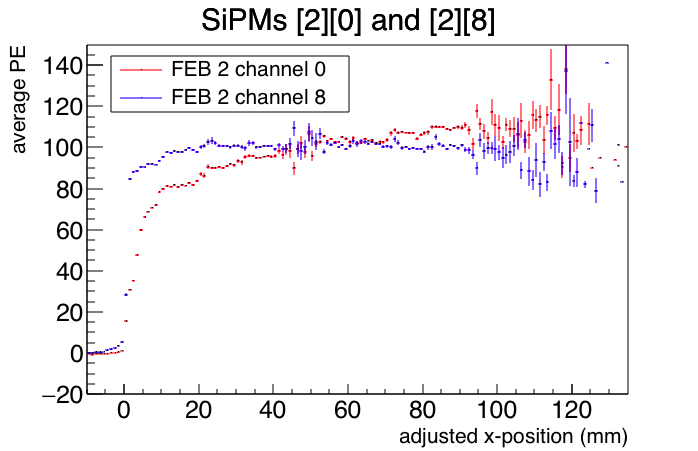 SiPMs [2][0] and [2][8]
average PE
FEB 2 channel 0
FEB 2 channel 8
140
120
100
80
60
40
20
0
−20
0 20 40 60 80 100 120
adjusted x-position (mm)